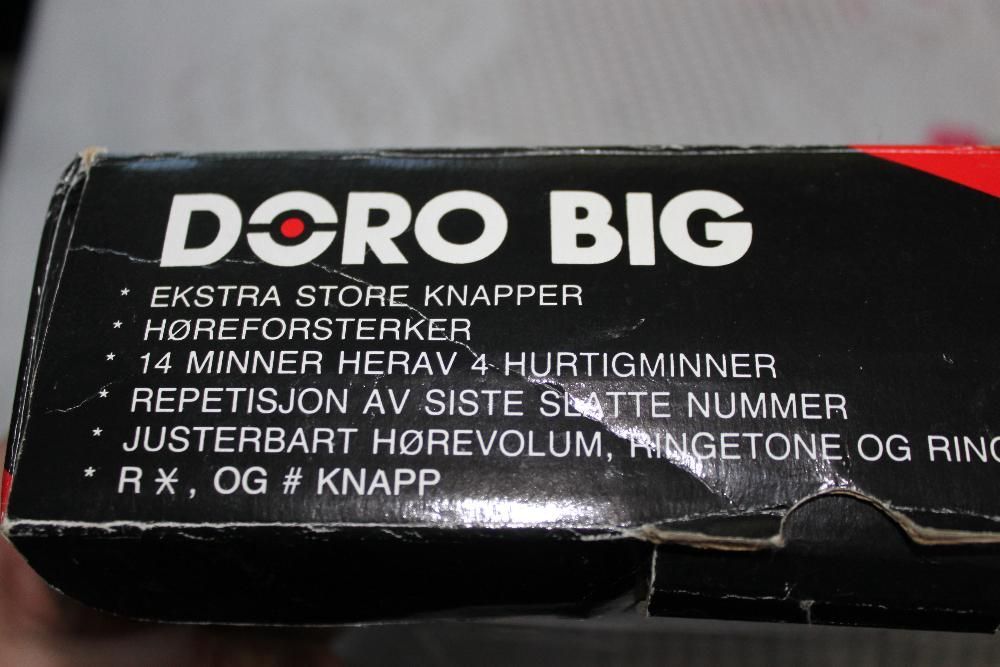 DORO BIG
* EKSTRA STORE KNAPPER
* HØREFORSTERKER
* 14 MINNER HERAV 4 HURTIGMINNER
* REPETISJON AV SISTE SLATTE NUMMER
* JUSTERBART HØREVOLUM, RINGETONE OG
* R *, OG # KNAPP